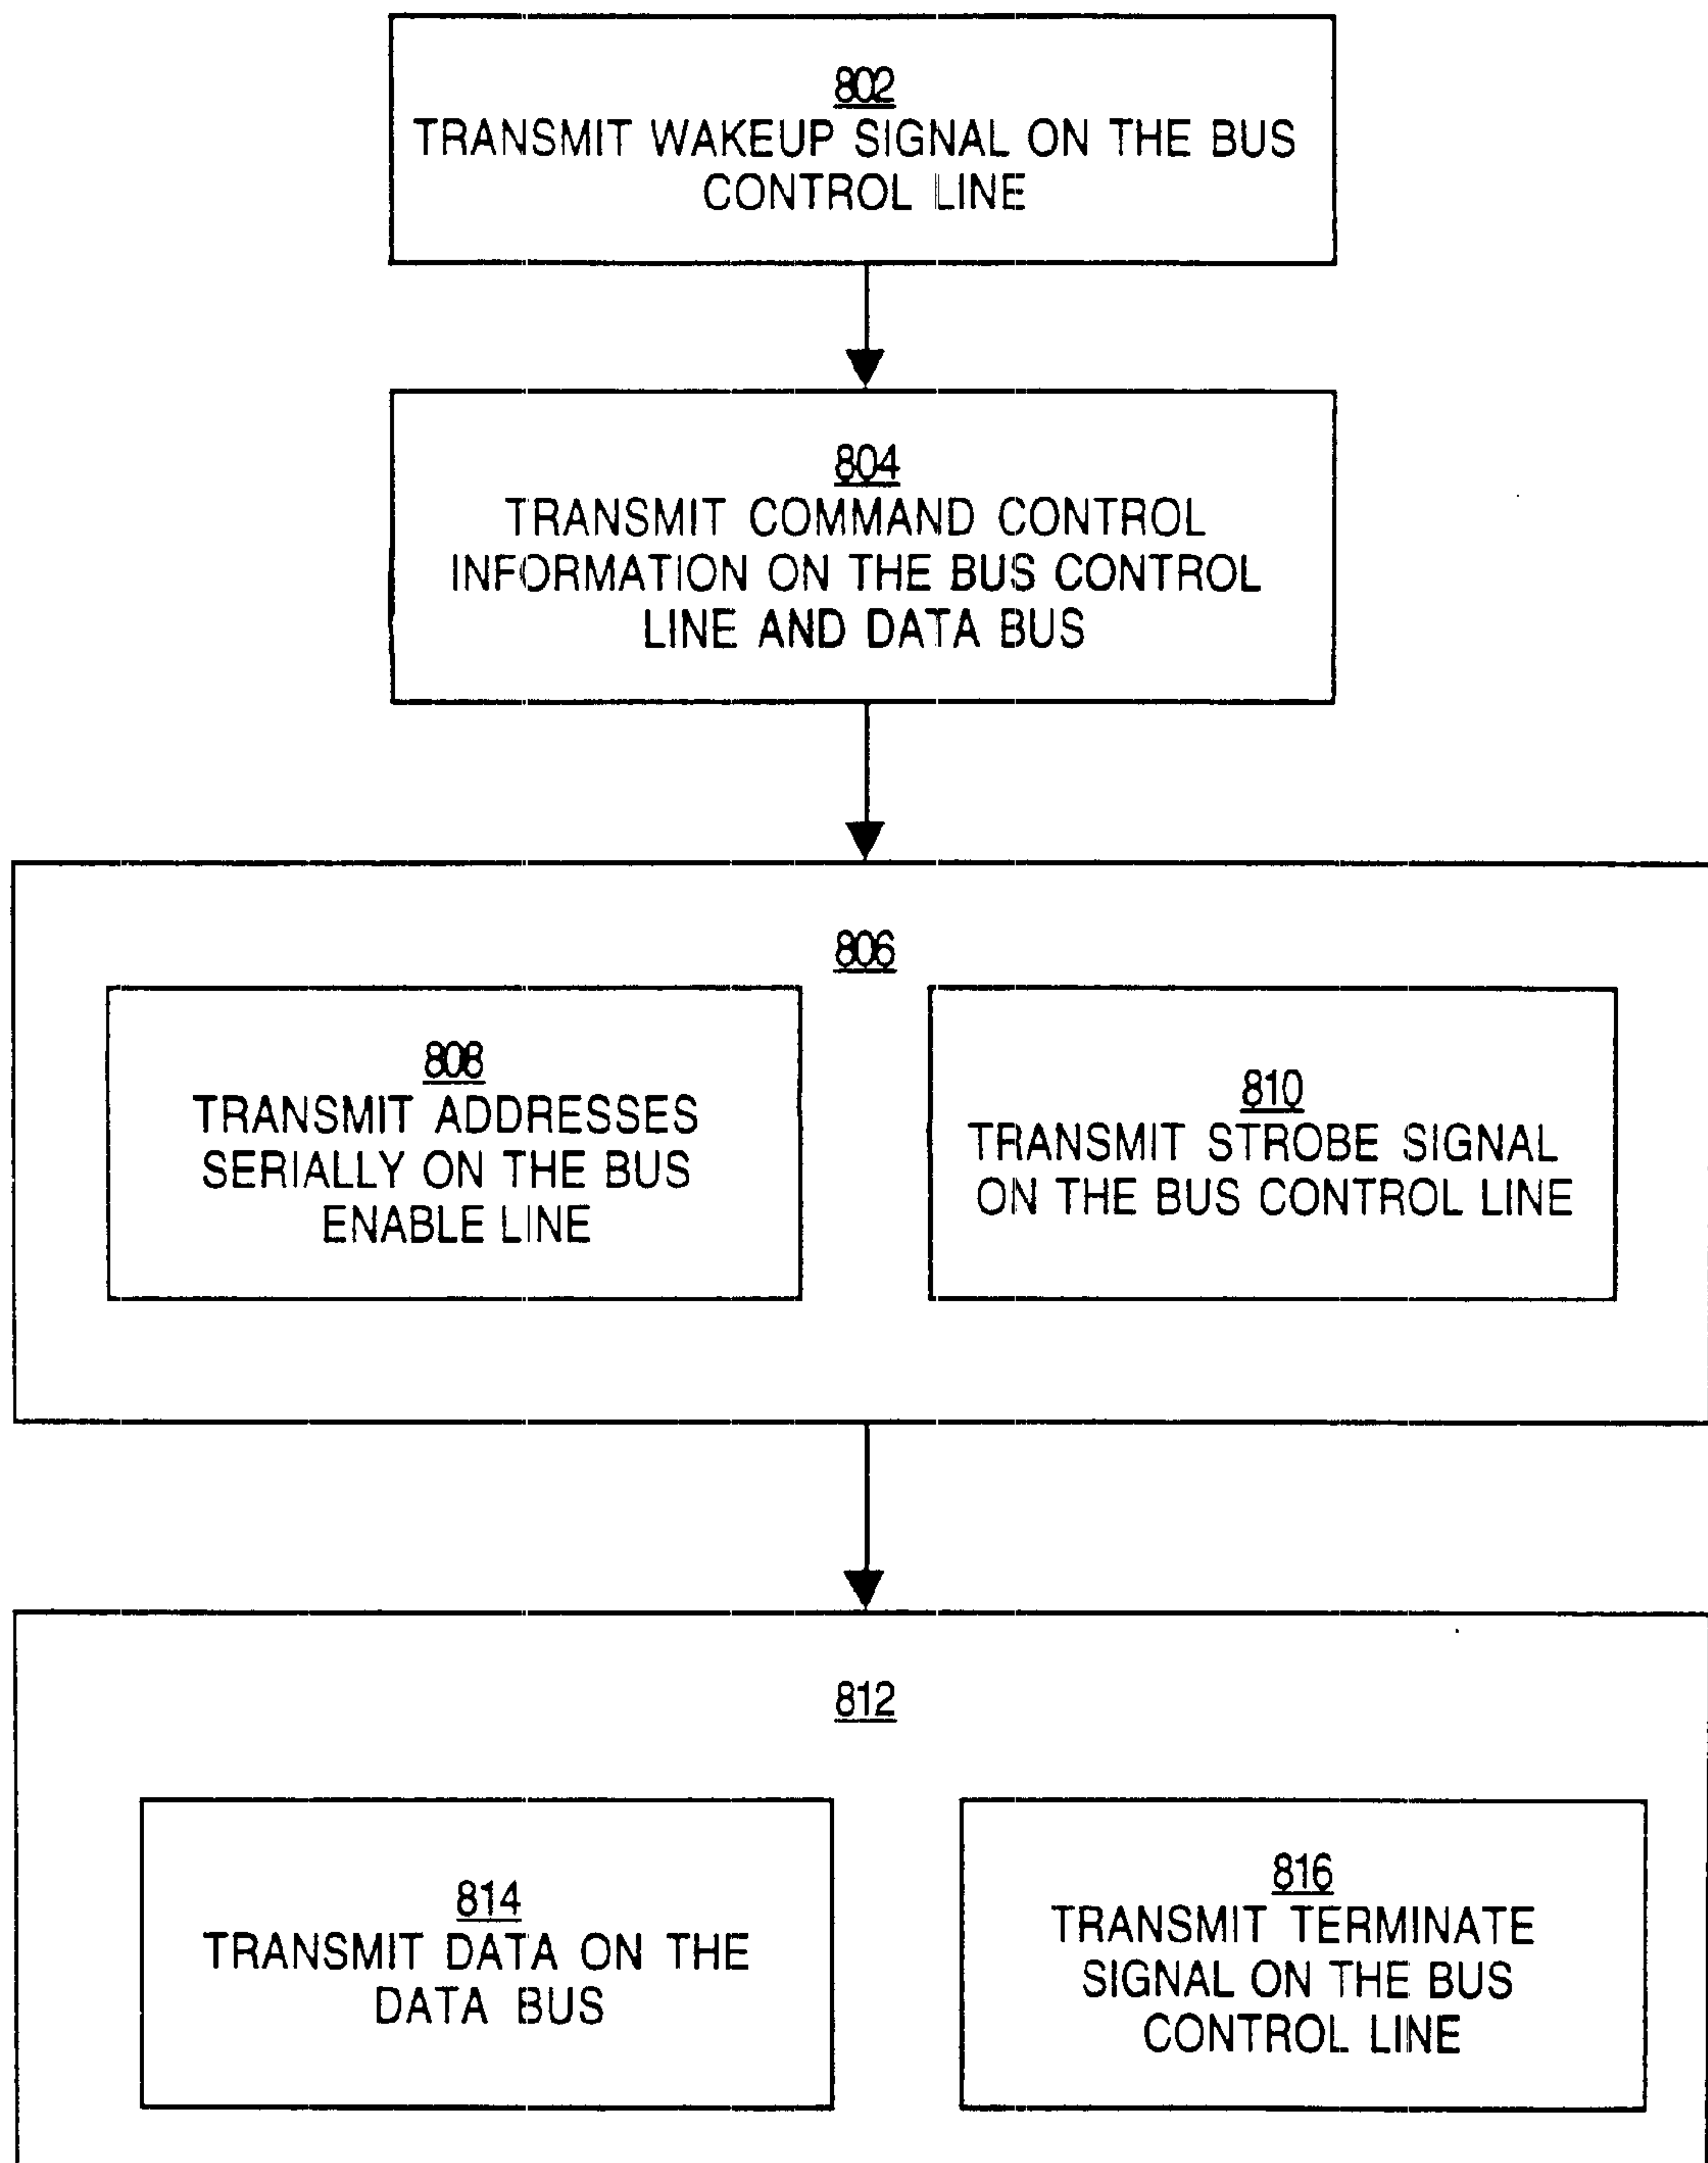 802
TRANSMIT WAKEUP SIGNAL ON THE BUS
CONTROL LINE
804
TRANSMIT COMMAND CONTROL
INFORMATION ON THE BUS CONTROL
LINE AND DATA BUS
806
808
TRANSMIT ADDRESSES
SERIALLY ON THE BUS
ENABLE LINE
810
TRANSMIT STROBE SIGNAL
ON THE BUS CONTROL LINE
812
814
TRANSMIT DATA ON THE
DATA BUS
816
TRANSMIT TERMINATE
SIGNAL ON THE BUS
CONTROL LINE